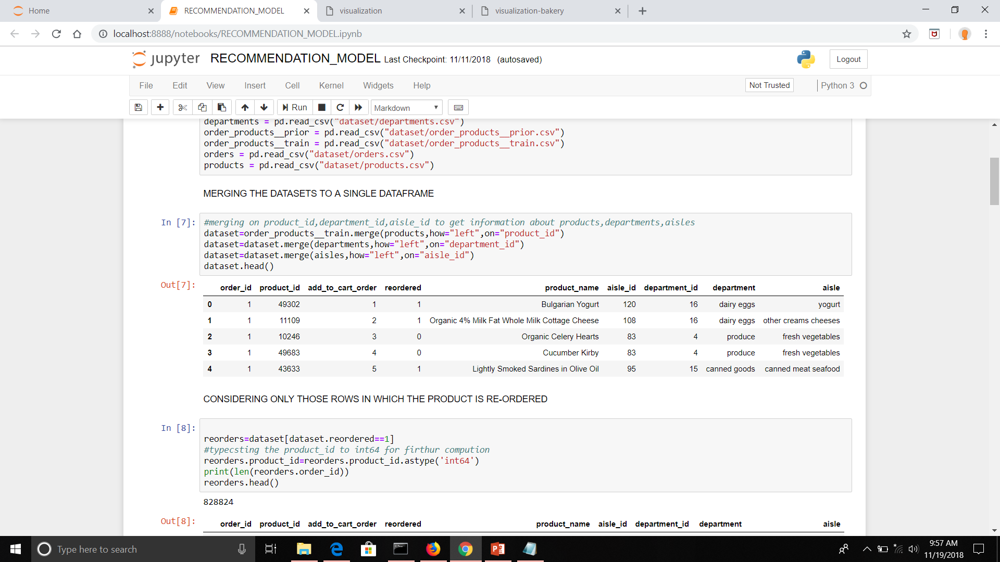 Home
RECOMMENDATION_MODEL
visualization
visualization-bakery
localhost:8888/notebooks/RECOMMENDATION_MODEL.ipynb
jupyter RECOMMENDATION_MODEL Last Checkpoint: 11/11/2018 (autosaved)
Logout
File Edit View Insert Cell Kernel Widgets Help
Not Trusted
Python 3
Run
Markdown
departments = pd.read_csv("dataset/departments.csv")
order_products__prior = pd.read_csv("dataset/order_products__prior.csv")
order_products__train = pd.read_csv("dataset/order_products__train.csv")
orders = pd.read_csv("dataset/orders.csv")
products = pd.read_csv("dataset/products.csv")
MERGING THE DATASETS TO A SINGLE DATAFRAME
In [7]: #merging on product_id,department_id,aisle_id to get information about products,departments,aisles
dataset=order_products__train.merge(products,how="left",on="product_id")
dataset=dataset.merge(departments,how="left",on="department_id")
dataset=dataset.merge(aisles,how="left",on="aisle_id")
dataset.head()
Out[7]: order_id product_id add_to_cart_order reordered product_name aisle_id department_id department aisle
0 1 49302 1 1 Bulgarian Yogurt 120 16 dairy eggs yogurt
1 1 11109 2 1 Organic 4% Milk Fat Whole Milk Cottage Cheese 108 16 dairy eggs other creams cheeses
2 1 10246 3 0 Organic Celery Hearts 83 4 produce fresh vegetables
3 1 49683 4 0 Cucumber Kirby 83 4 produce fresh vegetables
4 1 43633 5 1 Lightly Smoked Sardines in Olive Oil 95 15 canned goods canned meat seafood
CONSIDERING ONLY THOSE ROWS IN WHICH THE PRODUCT IS RE-ORDERED
In [8]:
reorders=dataset[dataset.reordered==1]
#typecsting the product_id to int64 for firthur compution
reorders.product_id=reorders.product_id.astype('int64')
print(len(reorders.order_id))
reorders.head()
828824
Out[8]: order_id product_id add_to_cart_order reordered product_name aisle_id department_id department aisle
Type here to search
9:57 AM
11/19/2018